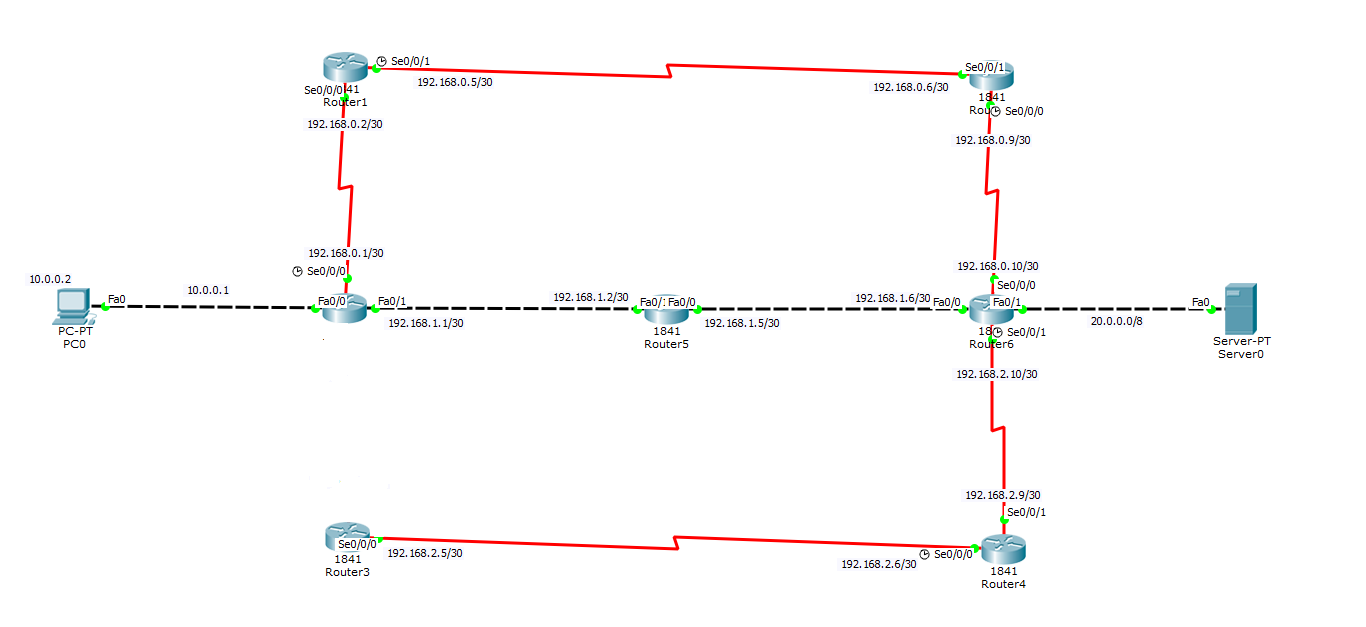 Se0/0/1
Se0/0/0
41
Router1
192.168.0.5/30
192.168.0.2/30
192.168.0.6/30
Se0/0/1
1841
Rou
Se0/0/0
192.168.0.9/30
192.168.0.1/30
Se0/0/0
10.0.0.2
Fa0
PC-PT
PC0
10.0.0.1
Fa0/0
Fa0/1
192.168.1.1/30
192.168.1.2/30
Fa0/
Fa0/0
1841
Router5
192.168.1.5/30
192.168.0.10/30
Se0/0/0
192.168.1.6/30
Fa0/0
Fa0/1
Se0/0/1
18
Router6
192.168.2.10/30
20.0.0.0/8
Fa0
Server-PT
Server0
192.168.2.9/30
Se0/0/1
Se0/0/0
1841
Router3
192.168.2.5/30
192.168.2.6/30
Se0/0/0
1841
Router4